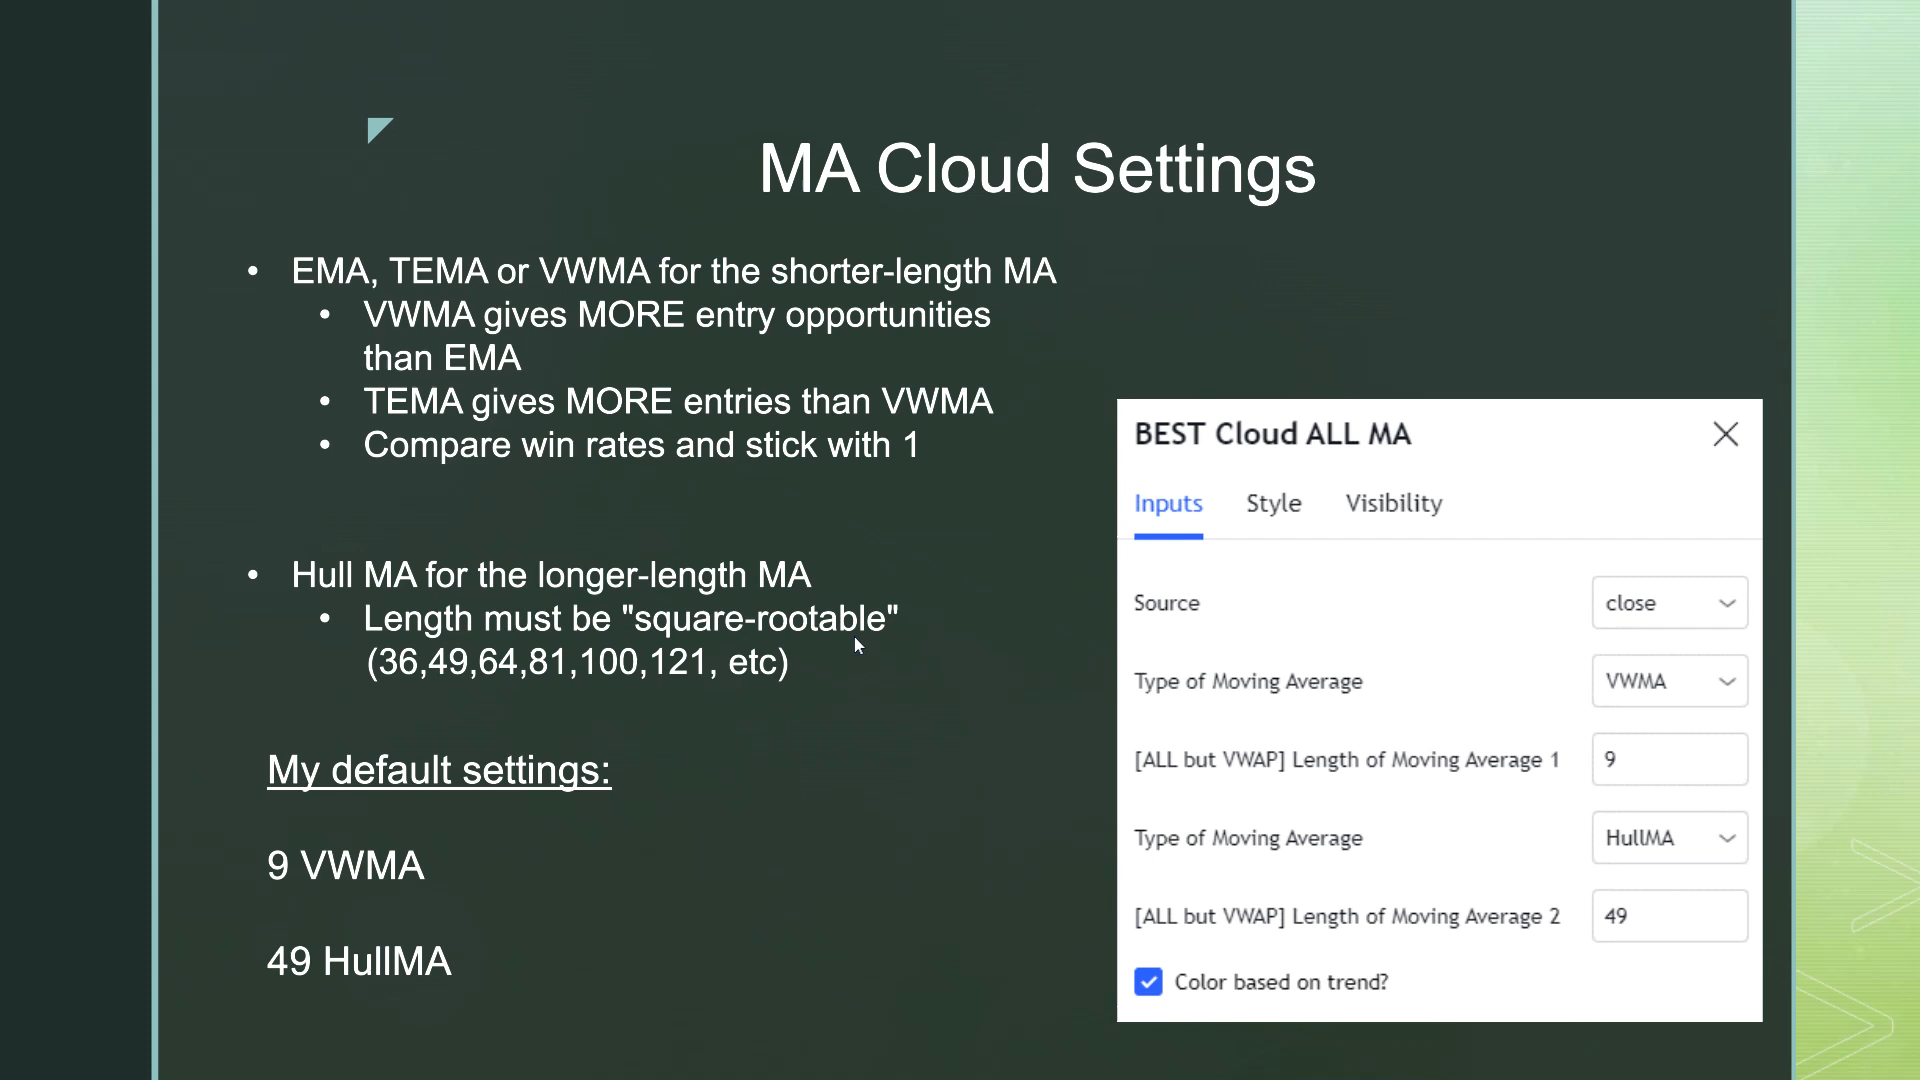 MA Cloud Settings
• EMA, TEMA or VWMA for the shorter-length MA
• VWMA gives MORE entry opportunities
than EMA
• TEMA gives MORE entries than VWMA
• Compare win rates and stick with 1
• Hull MA for the longer-length MA
• Length must be "square-rootable"
(36,49,64,81,100,121, etc)
My default settings:
9 VWMA
49 HullMA
BEST Cloud ALL MA
Inputs Style Visibility
Source close
Type of Moving Average VWMA
[ALL but VWAP] Length of Moving Average 1 9
Type of Moving Average HullMA
[ALL but VWAP] Length of Moving Average 2 49
Color based on trend?